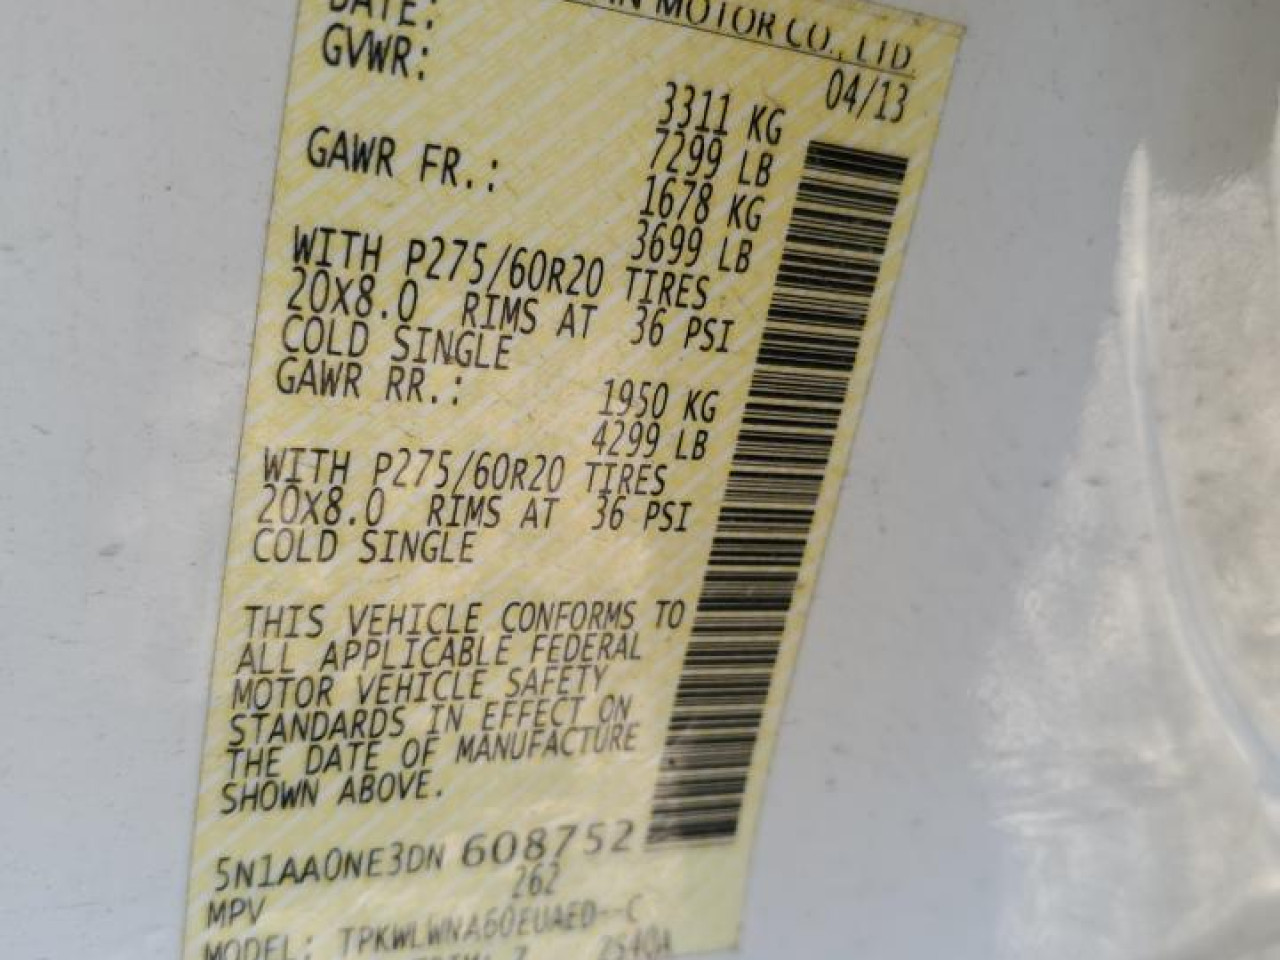 MOTOR CO., LTD.
DATE: 04/13
GVWR: 3311 KG
7299 LB
GAWR FR.: 1678 KG
3699 LB
WITH P275/60R20 TIRES
20X8.0 RIMS AT 36 PSI
COLD SINGLE
GAWR RR.: 1950 KG
4299 LB
WITH P275/60R20 TIRES
20X8.0 RIMS AT 36 PSI
COLD SINGLE
THIS VEHICLE CONFORMS TO
ALL APPLICABLE FEDERAL
MOTOR VEHICLE SAFETY
STANDARDS IN EFFECT ON
THE DATE OF MANUFACTURE
SHOWN ABOVE.
5N1AA0NE3DN 608752
MPV 262
MODEL: TPKWLWNA60EUAED--C